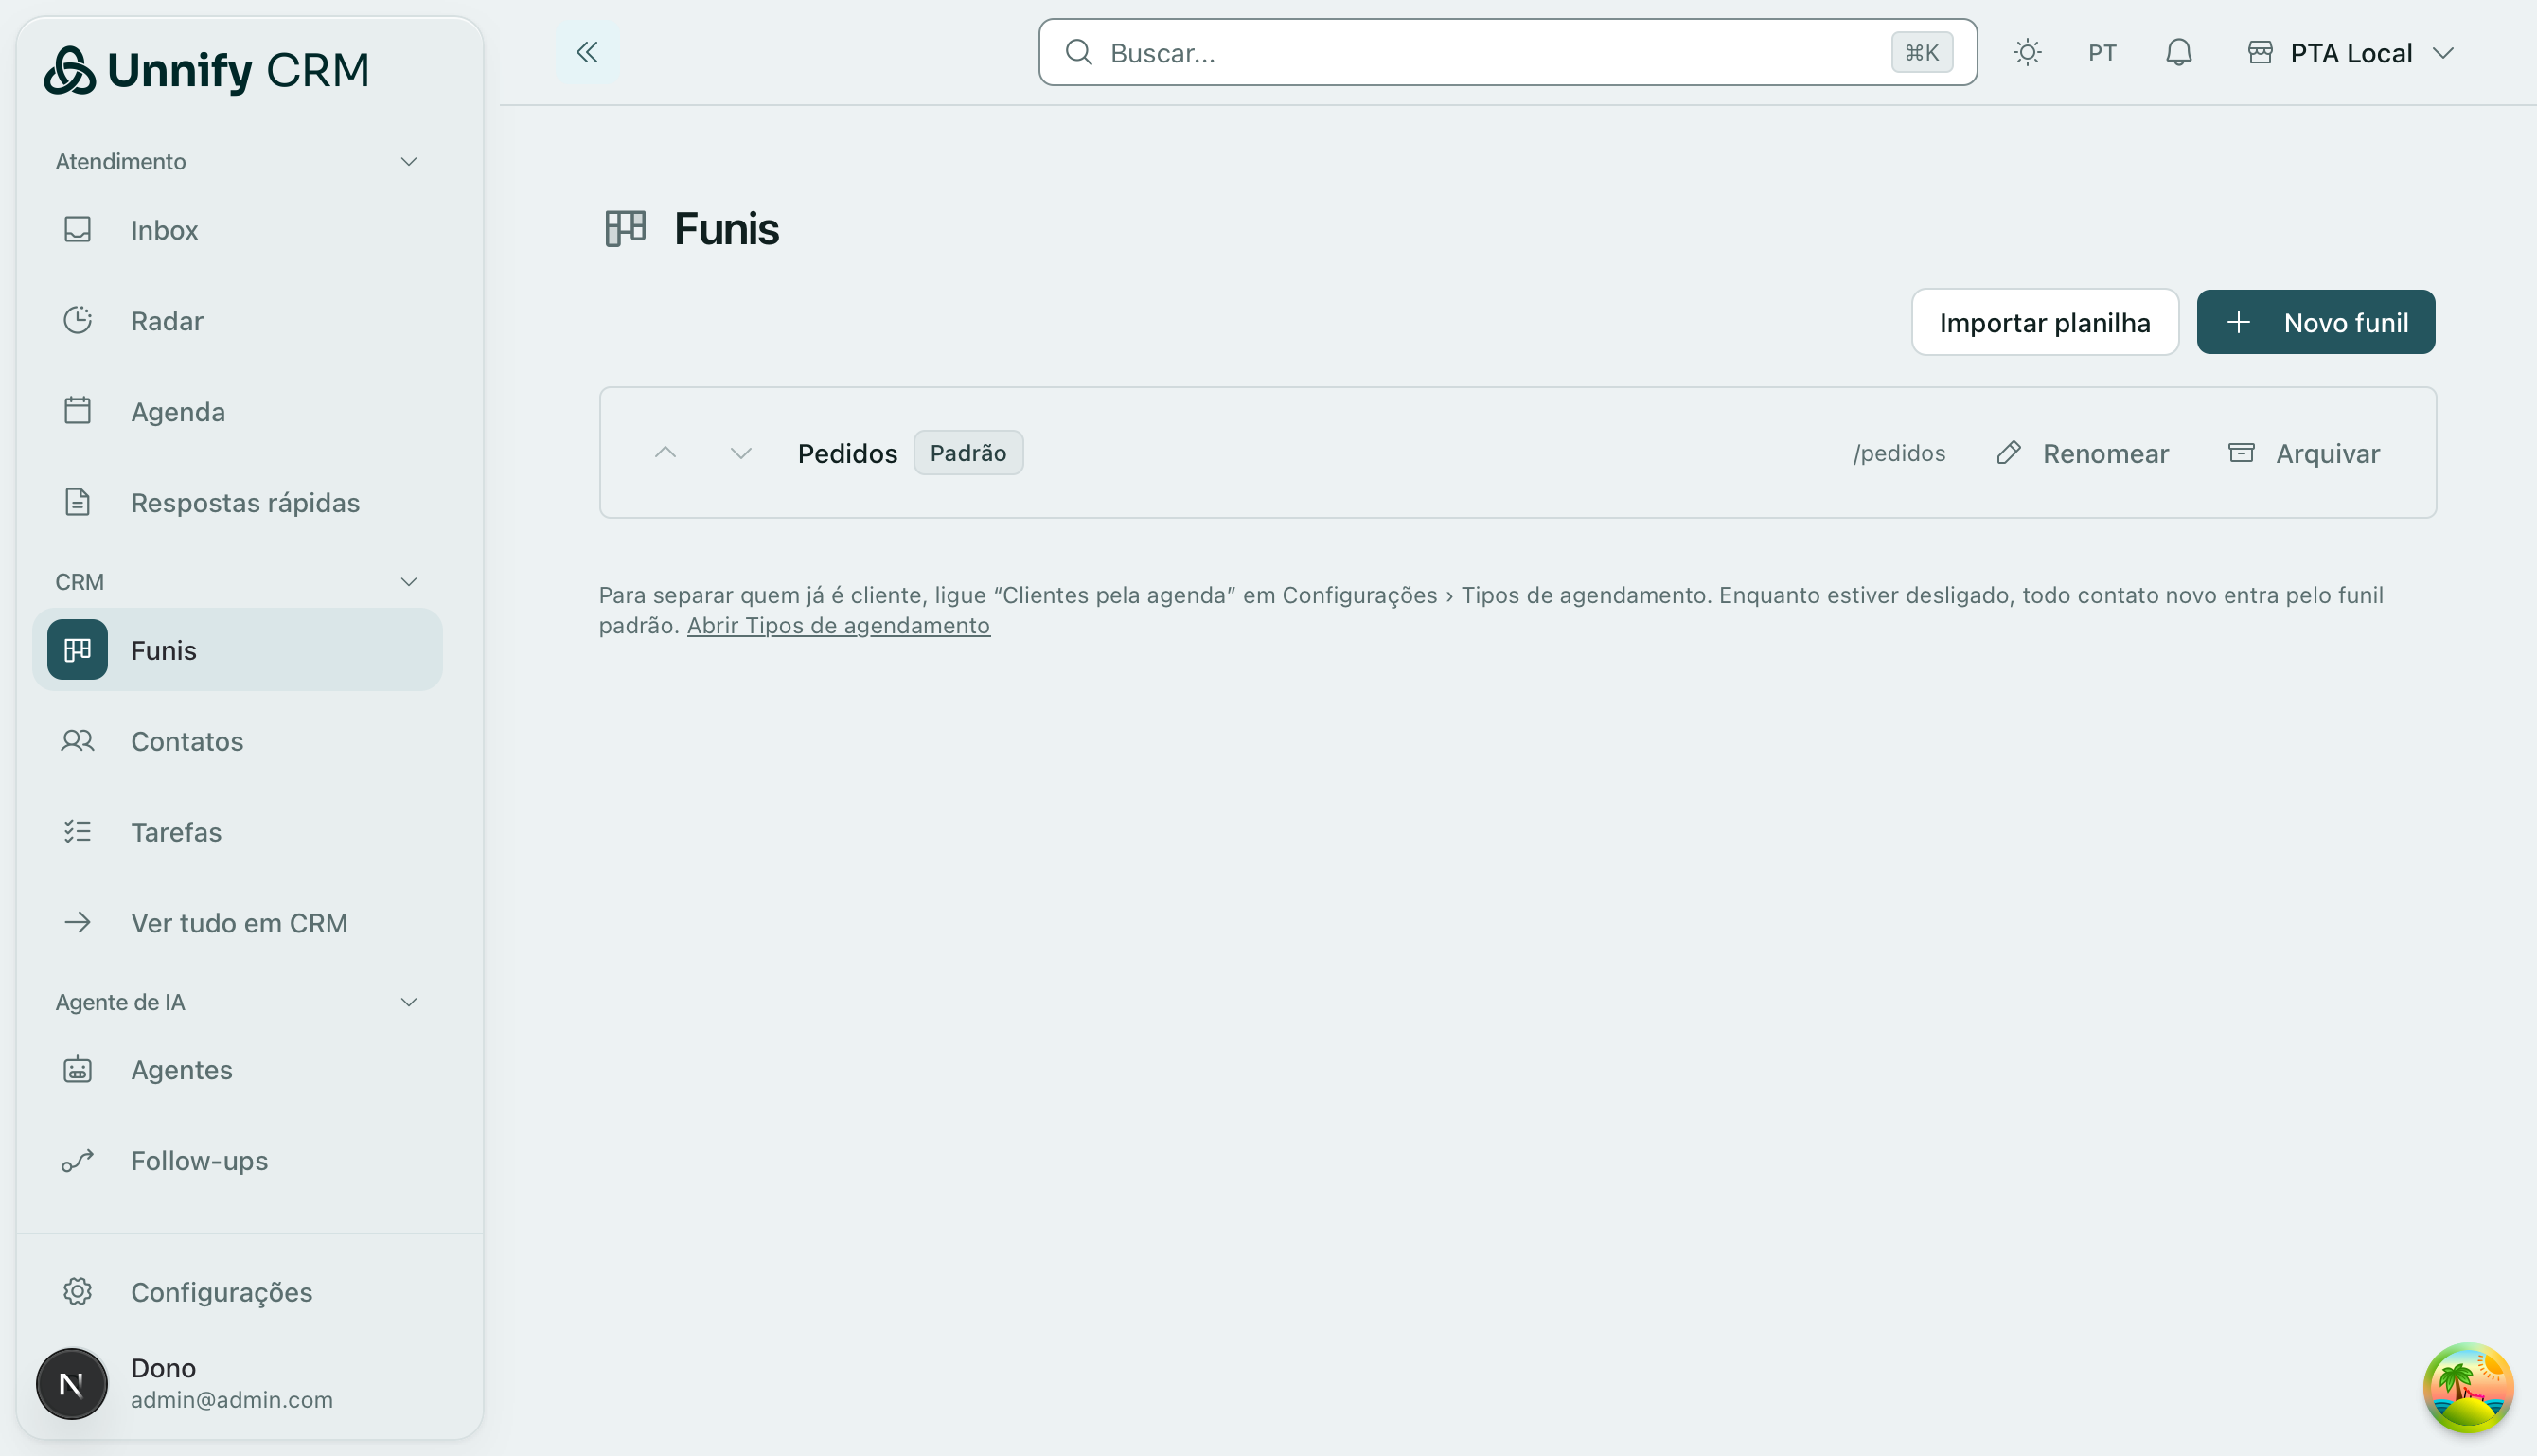 Unnify CRM
Atendimento
Inbox
Radar
Agenda
Respostas rápidas
CRM
Funis
Contatos
Tarefas
Ver tudo em CRM
Agente de IA
Agentes
Follow-ups
Configurações
N
Dono
admin@admin.com
Buscar...
⌘K
PT
PTA Local
Funis
Importar planilha
Novo funil
Pedidos
Padrão
/pedidos
Renomear
Arquivar
Para separar quem já é cliente, ligue “Clientes pela agenda” em Configurações › Tipos de agendamento. Enquanto estiver desligado, todo contato novo entra pelo funil
padrão. Abrir Tipos de agendamento